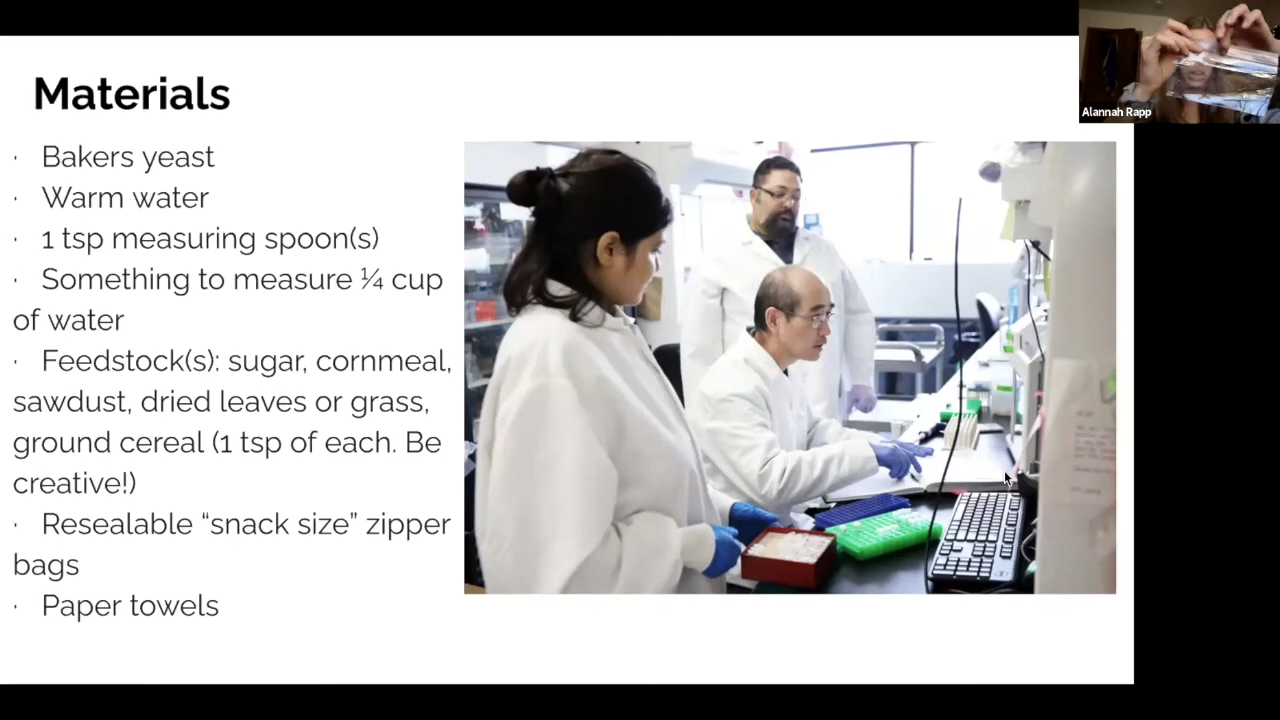 Materials
· Bakers yeast
· Warm water
· 1 tsp measuring spoon(s)
· Something to measure ¼ cup
of water
· Feedstock(s): sugar, cornmeal,
sawdust, dried leaves or grass,
ground cereal (1 tsp of each. Be
creative!)
· Resealable “snack size” zipper
bags
· Paper towels
Alannah Rapp